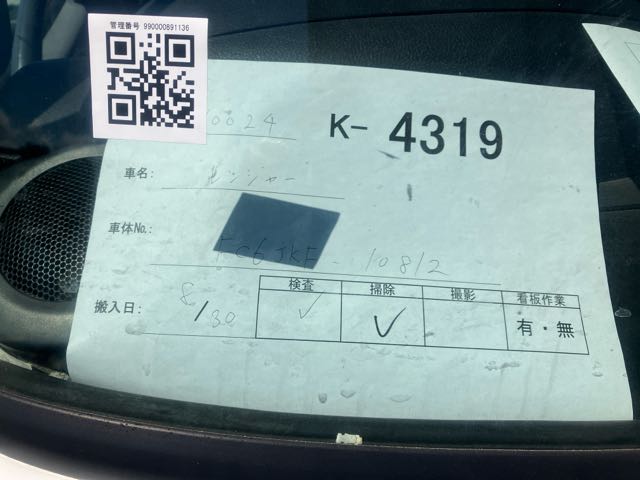 管理番号 990000891136
0024
K- 4319
車名: レンジャー
車体No.: FC6JKF-10812
搬入日: 8/30
検査 掃除 撮影 看板作業
✓ ✓ 有・無